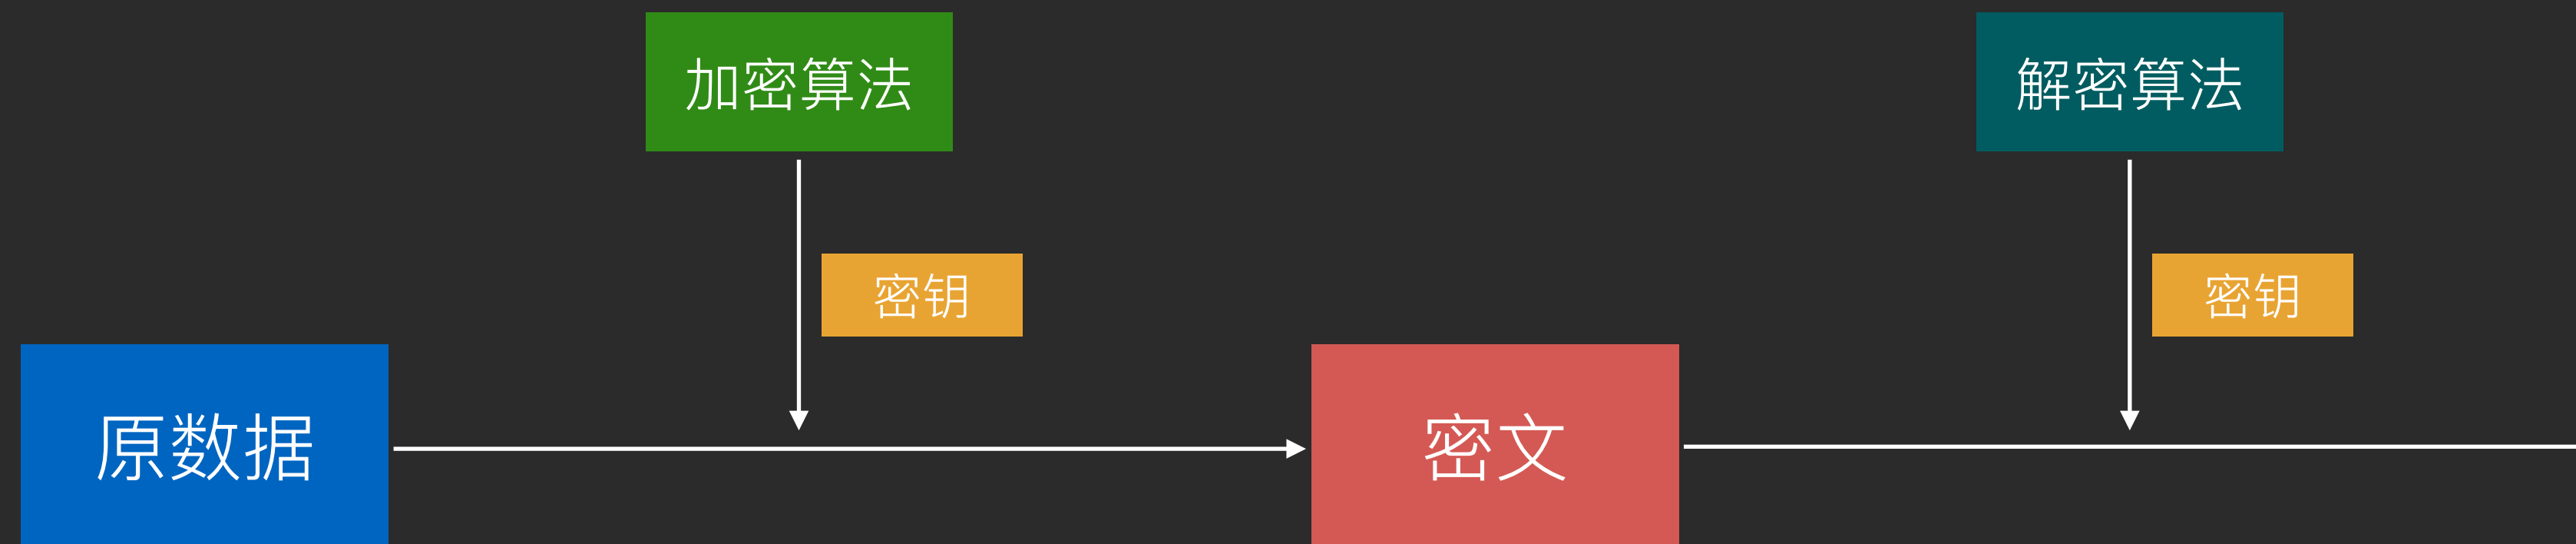 加密算法
解密算法
密钥
密钥
原数据
密文